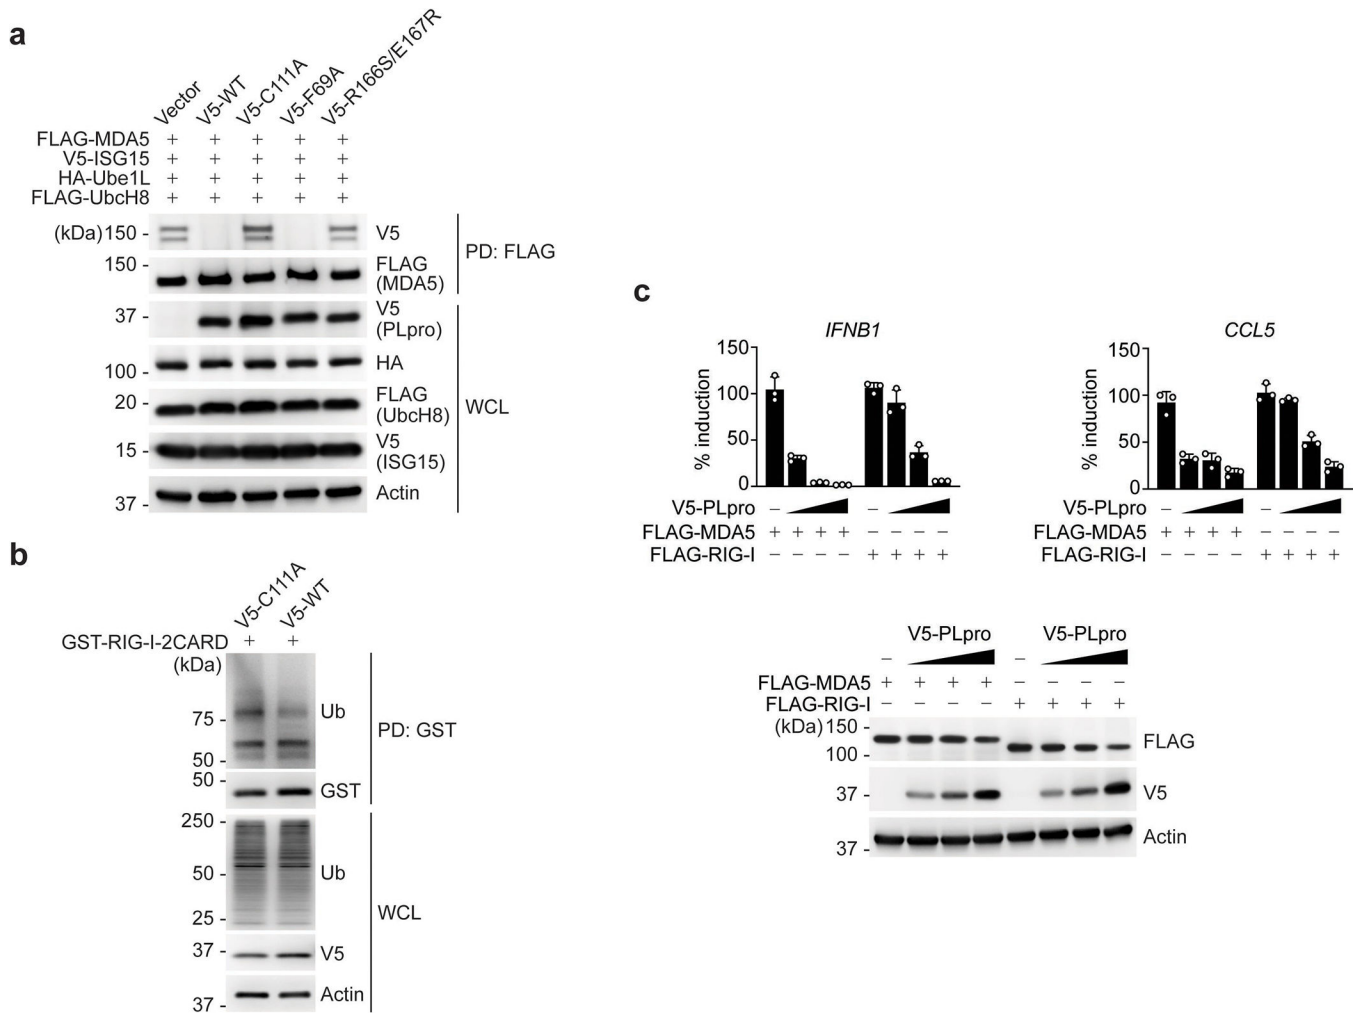 a
Vector
V5-WT
V5-C111A
V5-F69A
V5-R166S/E167R
FLAG-MDA5 + + + + +
V5-ISG15 + + + + +
HA-Ube1L + + + + +
FLAG-UbcH8 + + + + +
(kDa) 150 - V5
PD: FLAG
150 - FLAG
(MDA5)
37 - V5
(PLpro)
HA
100 -
20 - FLAG
(UbcH8)
WCL
15 - V5
(ISG15)
Actin
37 -
b
V5-C111A
V5-WT
GST-RIG-I-2CARD + +
(kDa)
Ub
75 -
PD: GST
50 -
50 -
GST
250 -
50 - Ub
WCL
25 -
37 - V5
Actin
37 -
c
IFNB1
% induction
150
100
50
0
V5-PLpro – –
FLAG-MDA5 + + + + – – – –
FLAG-RIG-I – – – – + + + +
CCL5
% induction
150
100
50
0
V5-PLpro – –
FLAG-MDA5 + + + + – – – –
FLAG-RIG-I – – – – + + + +
V5-PLpro V5-PLpro
– –
FLAG-MDA5 + + + + – – – –
FLAG-RIG-I – – – – + + + +
(kDa) 150 -
FLAG
100 -
37 - V5
Actin
37 -